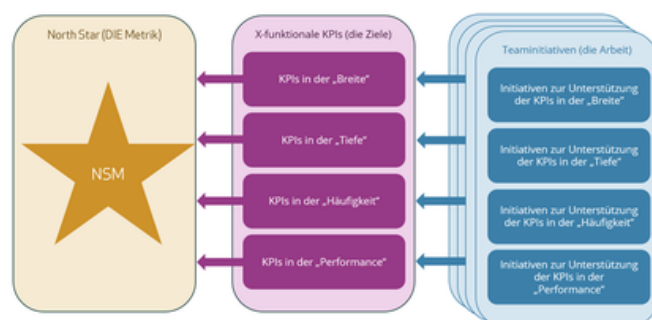 North Star (DIE Metrik)
NSM
X-funktionale KPIs (die Ziele)
KPIs in der „Breite“
KPIs in der „Tiefe“
KPIs in der „Häufigkeit“
KPIs in der „Performance“
Teaminitiativen (die Arbeit)
Initiativen zur Unterstützung
der KPIs in der „Breite“
Initiativen zur Unterstützung
der KPIs in der „Tiefe“
Initiativen zur Unterstützung
der KPIs in der „Häufigkeit“
Initiativen zur Unterstützung
der KPIs in der
„Performance“